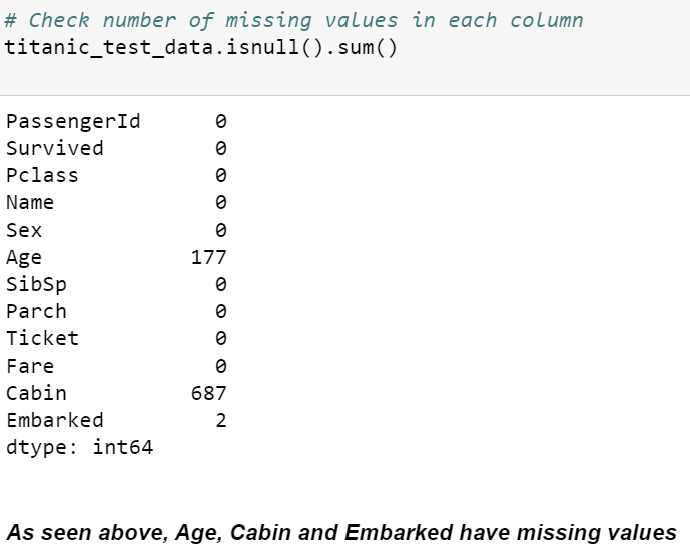 # Check number of missing values in each column
titanic_test_data.isnull().sum()
PassengerId 0
Survived 0
Pclass 0
Name 0
Sex 0
Age 177
SibSp 0
Parch 0
Ticket 0
Fare 0
Cabin 687
Embarked 2
dtype: int64
As seen above, Age, Cabin and Embarked have missing values